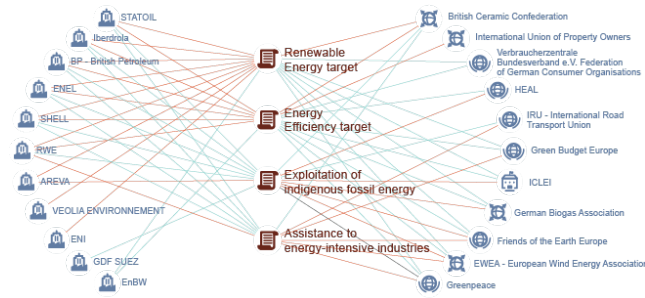 STATOIL
Iberdrola
BP - British Petroleum
ENEL
SHELL
RWE
AREVA
VEOLIA ENVIRONNEMENT
ENI
GDF SUEZ
EnBW
Renewable
Energy target
Energy
Efficiency target
Exploitation of
indigenous fossil energy
Assistance to
energy-intensive industries
British Ceramic Confederation
International Union of Property Owners
Verbraucherzentrale
Bundesverband e.V. Federation
of German Consumer Organisations
HEAL
IRU - International Road
Transport Union
Green Budget Europe
ICLEI
German Biogas Association
Friends of the Earth Europe
EWEA - European Wind Energy Association
Greenpeace